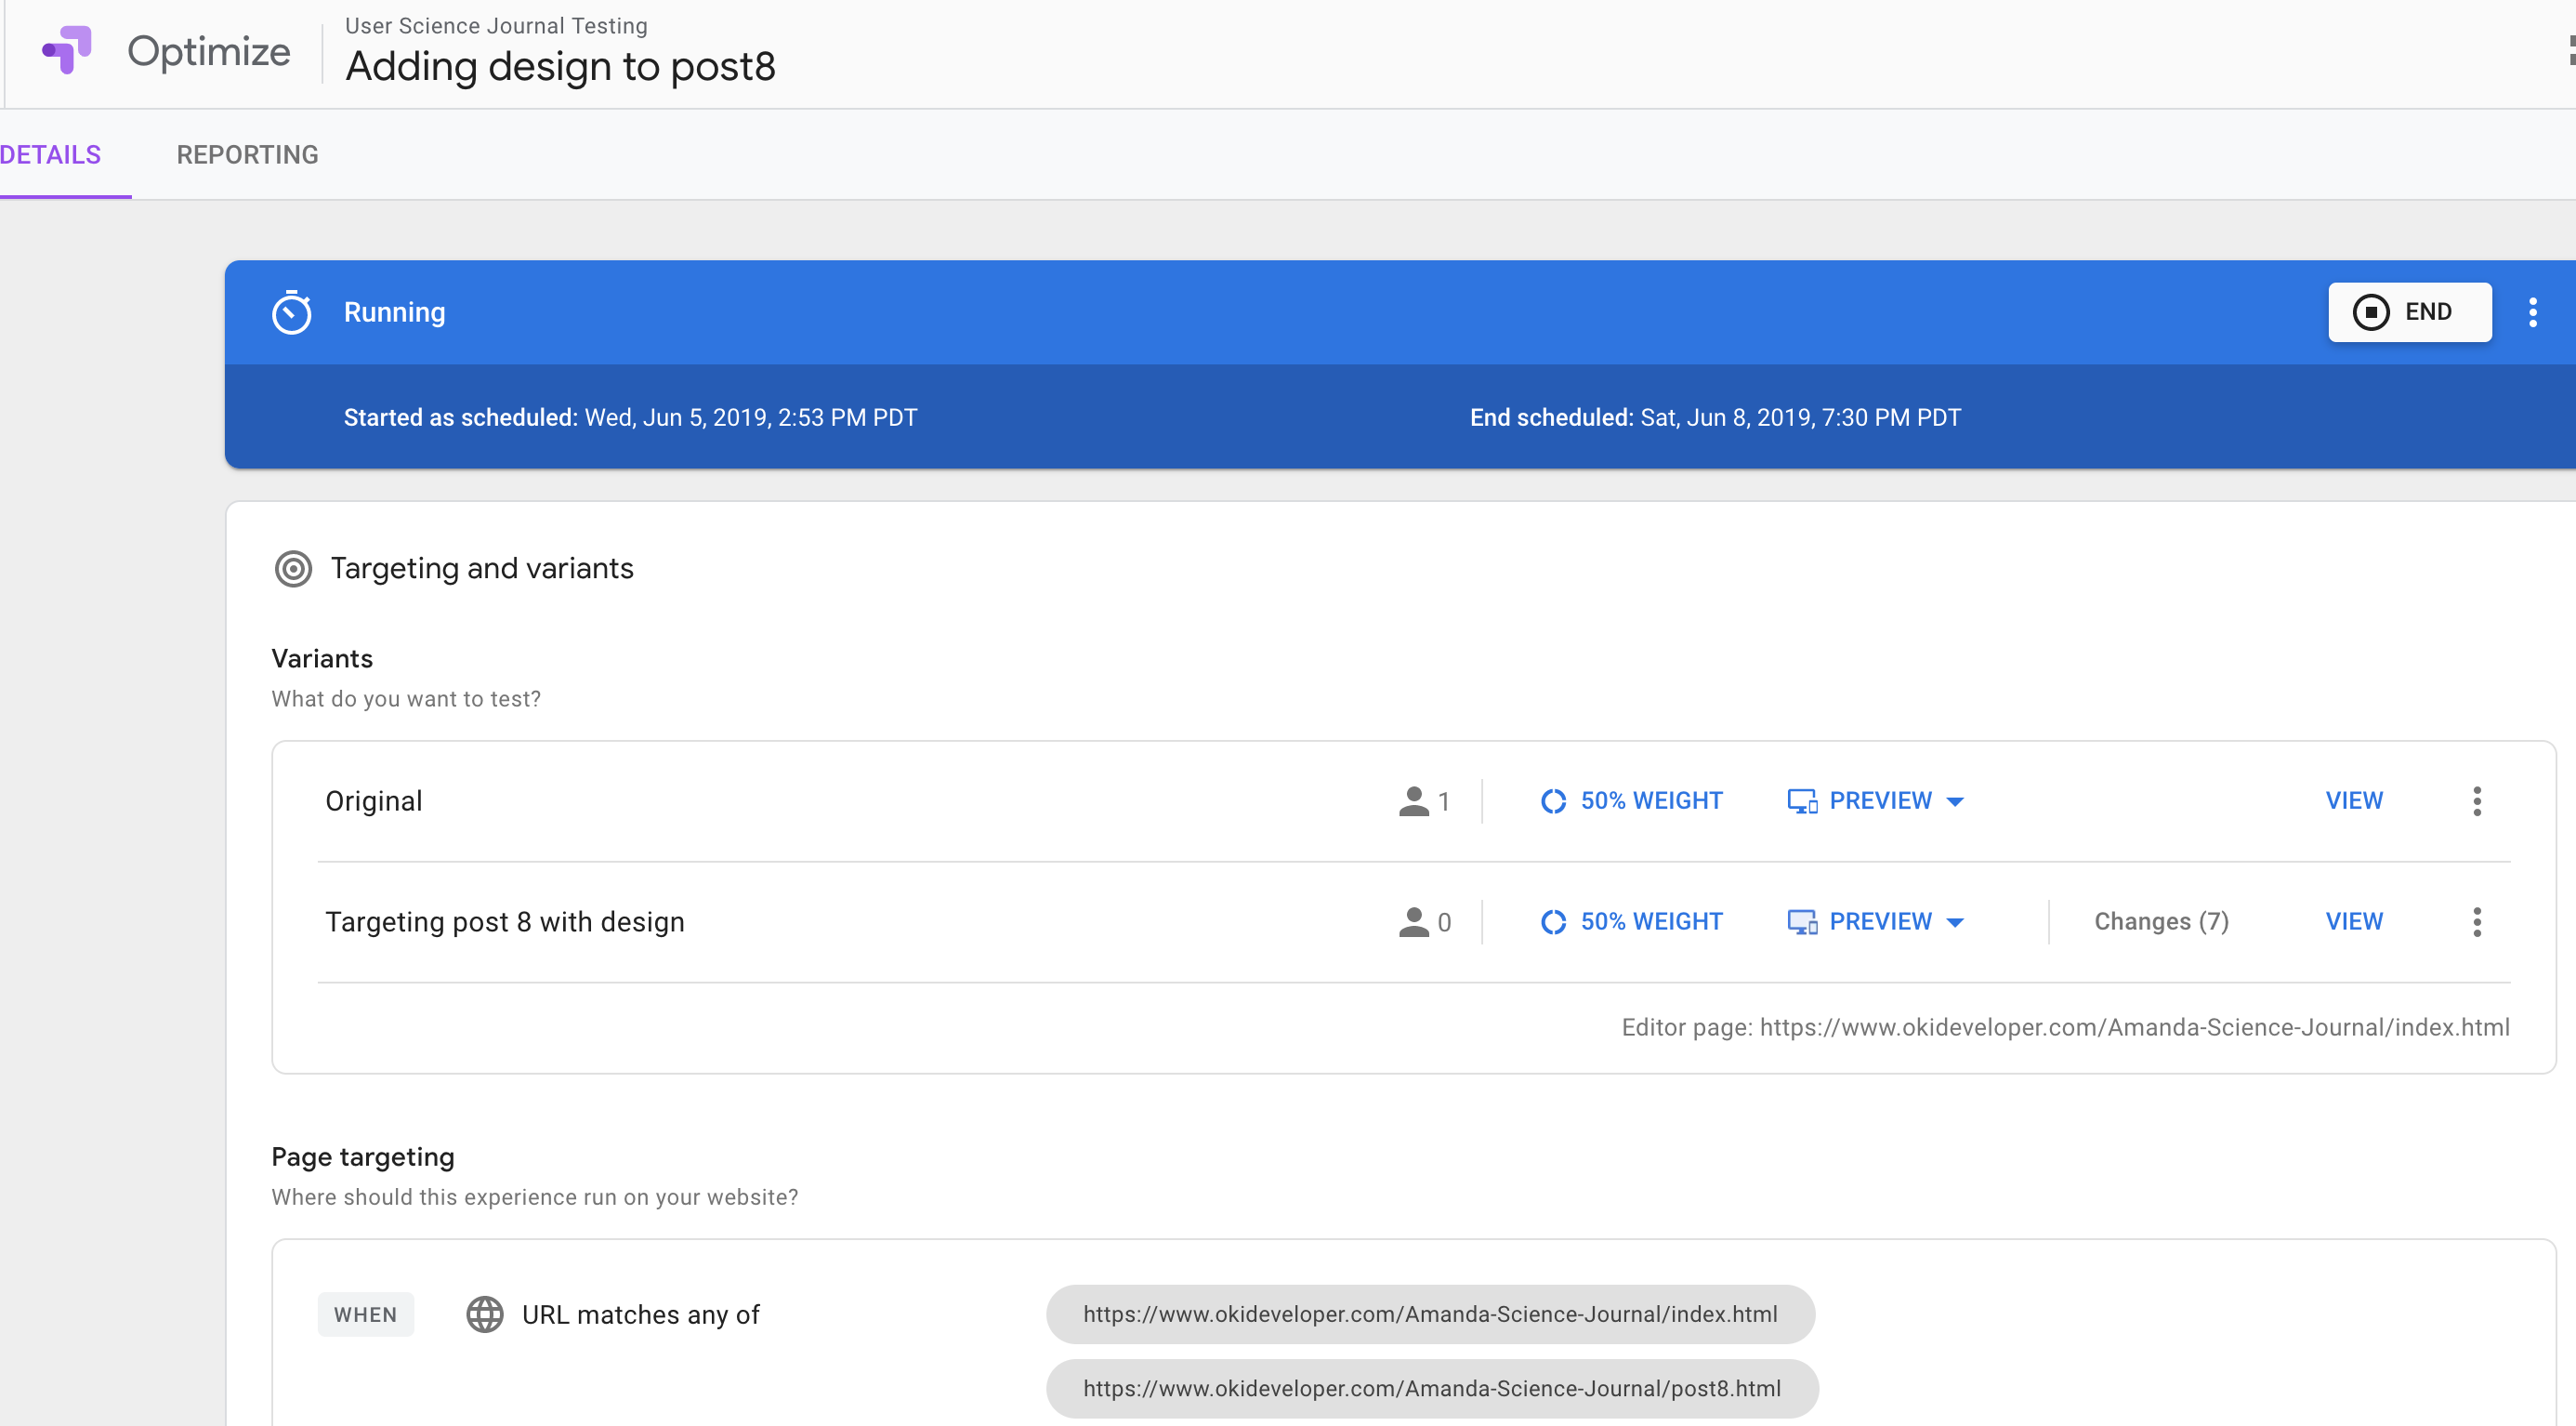 Optimize
User Science Journal Testing
Adding design to post8
DETAILS REPORTING
Running
END
Started as scheduled: Wed, Jun 5, 2019, 2:53 PM PDT
End scheduled: Sat, Jun 8, 2019, 7:30 PM PDT
Targeting and variants
Variants
What do you want to test?
Original 1 50% WEIGHT PREVIEW VIEW
Targeting post 8 with design 0 50% WEIGHT PREVIEW Changes (7) VIEW
Editor page: https://www.okideveloper.com/Amanda-Science-Journal/index.html
Page targeting
Where should this experience run on your website?
WHEN URL matches any of https://www.okideveloper.com/Amanda-Science-Journal/index.html
https://www.okideveloper.com/Amanda-Science-Journal/post8.html